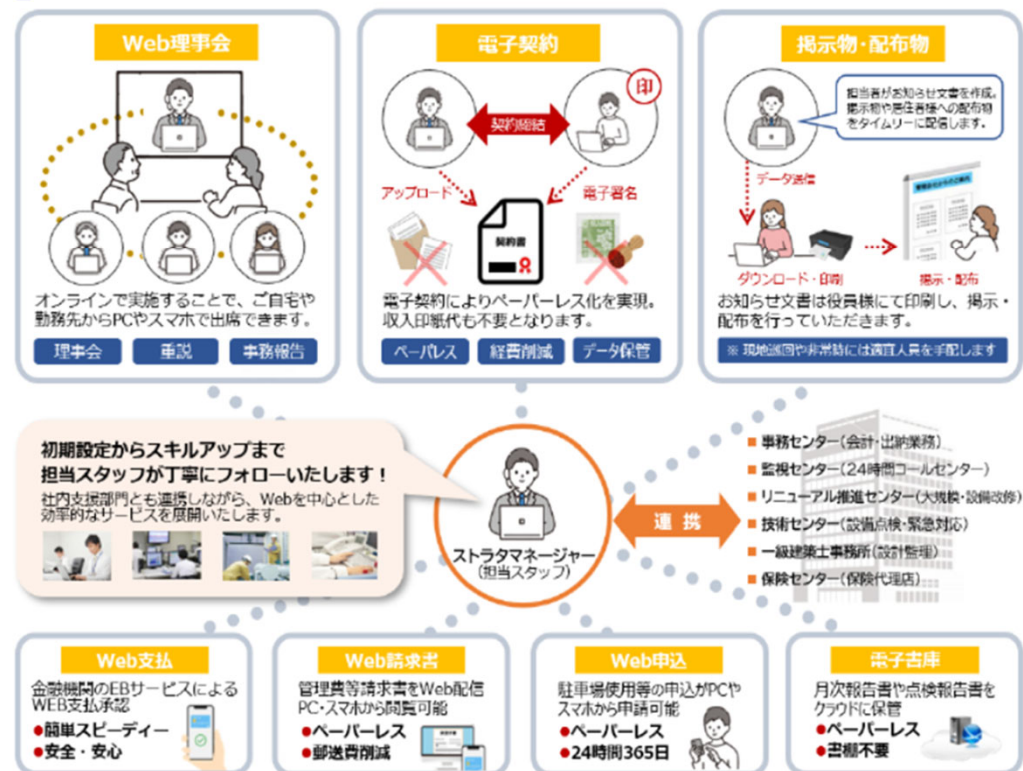 Web理事会
オンラインで実施することで、ご自宅や
勤務先からPCやスマホで出席できます。
理事会
重説
事務報告
電子契約
印
契約締結
アップロード
電子署名
契約書
電子契約によりペーパーレス化を実現。
収入印紙代も不要となります。
ペーパレス
経費削減
データ保管
掲示物・配布物
担当者がお知らせ文書を作成。
掲示物や居住者様への配布物
をタイムリーに配信します。
データ送信
管理会社からのご案内
ダウンロード・印刷
掲示・配布
お知らせ文書は役員様にて印刷し、掲示・
配布を行っていただきます。
※ 現地巡回や非常時には適宜人員を手配します
初期設定からスキルアップまで
担当スタッフが丁寧にフォローいたします！
社内支援部門とも連携しながら、Webを中心とした
効率的なサービスを展開いたします。
ストラタマネージャー
（担当スタッフ）
連携
■ 事務センター（会計・出納業務）
■ 監視センター（24時間コールセンター）
■ リニューアル推進センター（大規模・設備改修）
■ 技術センター（設備点検・緊急対応）
■ 一級建築士事務所（設計管理）
■ 保険センター（保険代理店）
Web支払
金融機関のEBサービスによる
WEB支払承認
●簡単スピーディー
●安全・安心
Web請求書
管理費等請求書をWeb配信
PC・スマホから閲覧可能
●ペーパーレス
●郵送費削減
Web申込
駐車場使用等の申込がPCや
スマホから申請可能
●ペーパーレス
●24時間365日
電子書庫
月次報告書や点検報告書を
クラウドに保管
●ペーパーレス
●書棚不要